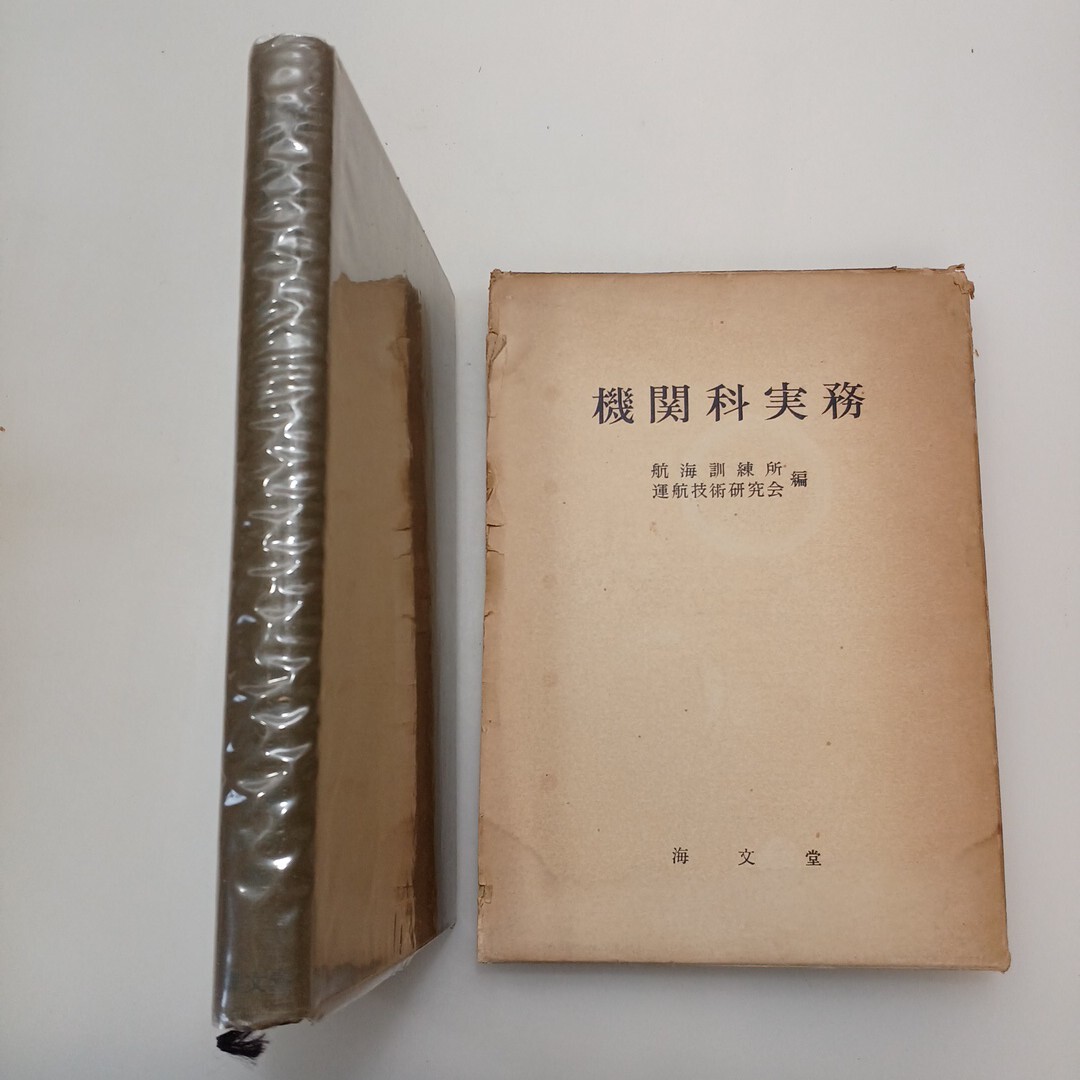 機関科実務
航海訓練所
運航技術研究会 編
海文堂